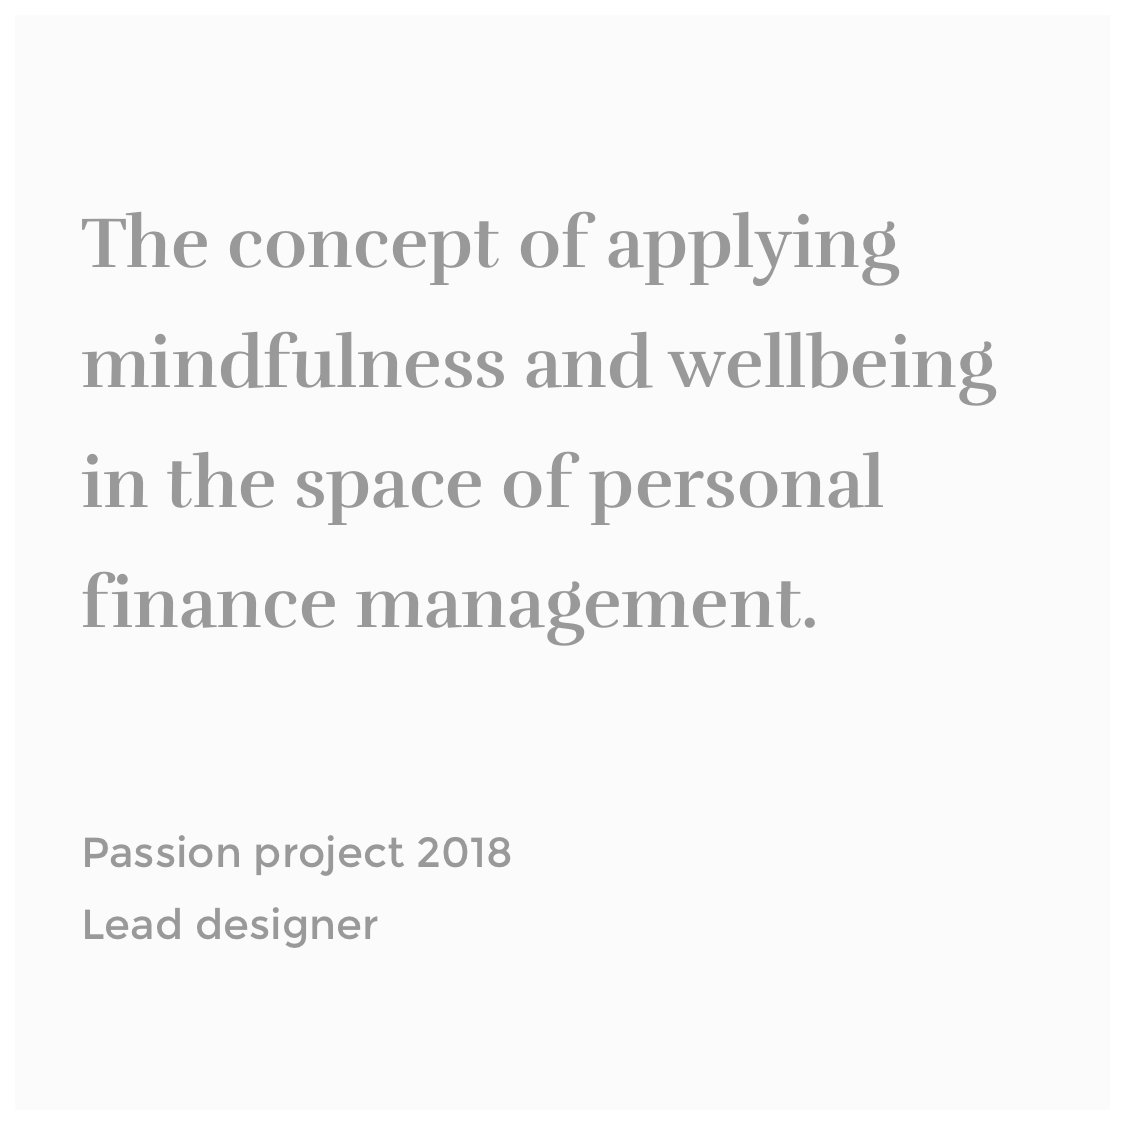 The concept of applying
mindfulness and wellbeing
in the space of personal
finance management.
Passion project 2018
Lead designer